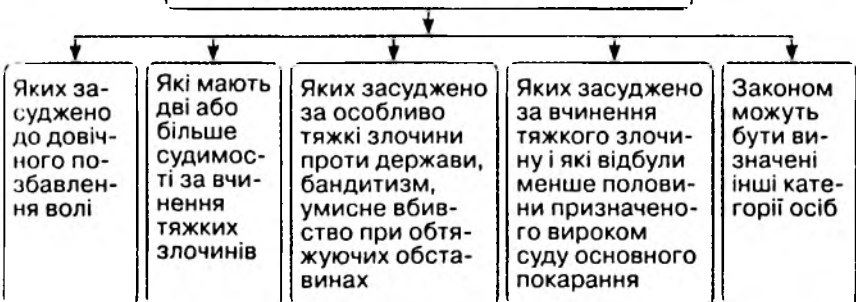 Яких за-
суджено
до довіч-
ного по-
збавлен-
ня волі
Які мають
дві або
більше
судимос-
ті за вчи-
нення
тяжких
злочинів
Яких засуджено
за особливо
тяжкі злочини
проти держави,
бандитизм,
умисне вбив-
ство при обтя-
жуючих обста-
винах
Яких засуджено
за вчинення
тяжкого злочи-
ну і які відбули
менше полови-
ни призначено-
го вироком
суду основного
покарання
Законом
можуть
бути ви-
значені
інші кате-
горії осіб